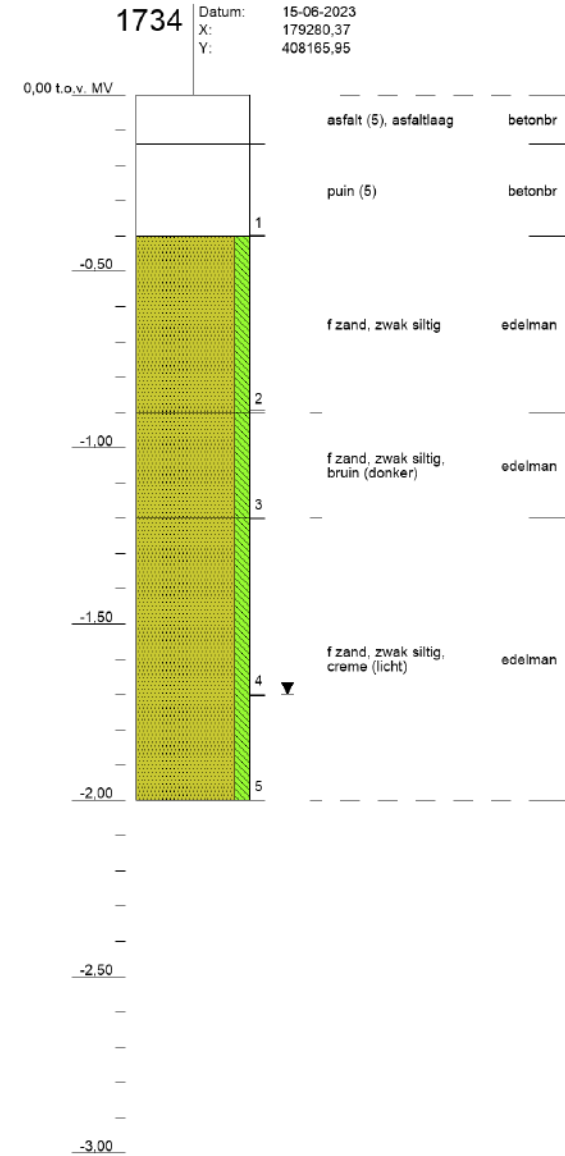 1734
Datum: 15-06-2023
X: 179280,37
Y: 408165,95
0,00 t.o.v. MV
asfalt (5), asfaltlaag betonbr
puin (5) betonbr
1
-0,50
f zand, zwak siltig edelman
2
-1,00
f zand, zwak siltig,
bruin (donker) edelman
3
-1,50
f zand, zwak siltig,
creme (licht) edelman
4
-2,00
5
-2,50
-3,00